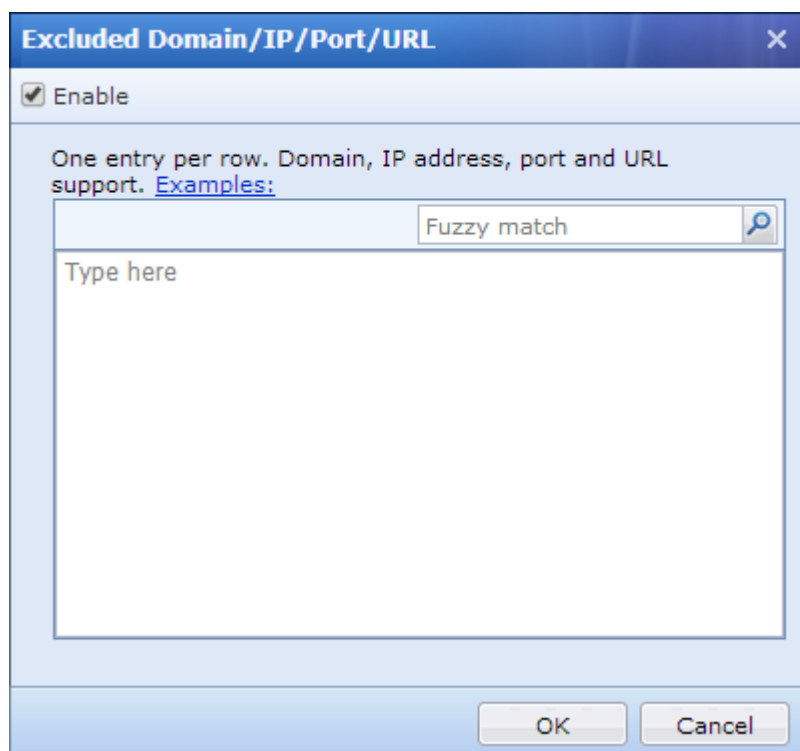 Excluded Domain/IP/Port/URL
Enable
One entry per row. Domain, IP address, port and URL
support. Examples:
Fuzzy match
Type here
OK
Cancel